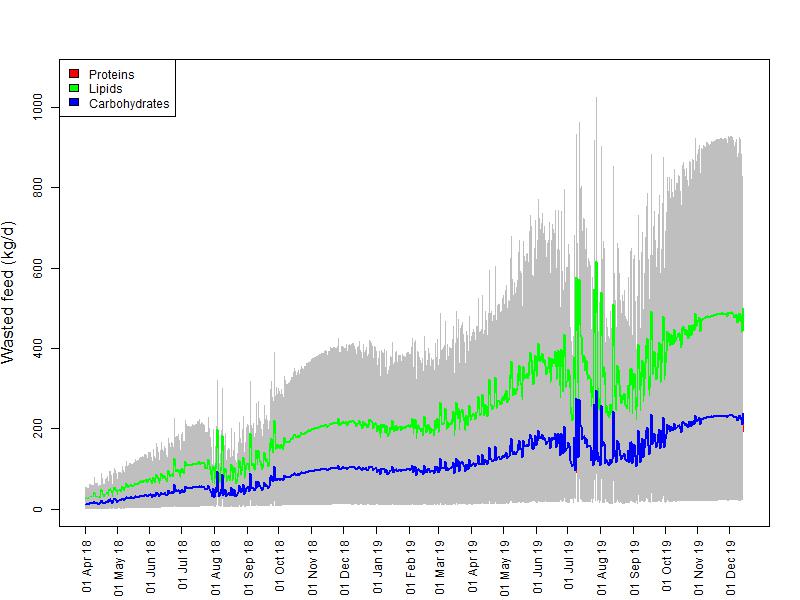 Proteins
Lipids
Carbohydrates
Wasted feed (kg/d)
1000
800
600
400
200
0
01 Apr 18
01 May 18
01 Jun 18
01 Jul 18
01 Aug 18
01 Sep 18
01 Oct 18
01 Nov 18
01 Dec 18
01 Jan 19
01 Feb 19
01 Mar 19
01 Apr 19
01 May 19
01 Jun 19
01 Jul 19
01 Aug 19
01 Sep 19
01 Oct 19
01 Nov 19
01 Dec 19